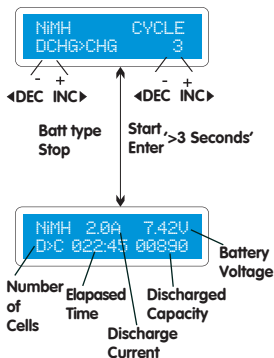 NiMH CYCLE
DCHG>CHG 3
- + - +
◀DEC INC▶ ◀DEC INC▶
Batt type
Stop
Start
Enter
'>3 Seconds'
NiMH 2.0A 7.42V
D>C 022:45 00890
Battery
Voltage
Number
of
Cells
Elapased
Time
Discharged
Capacity
Discharge
Current